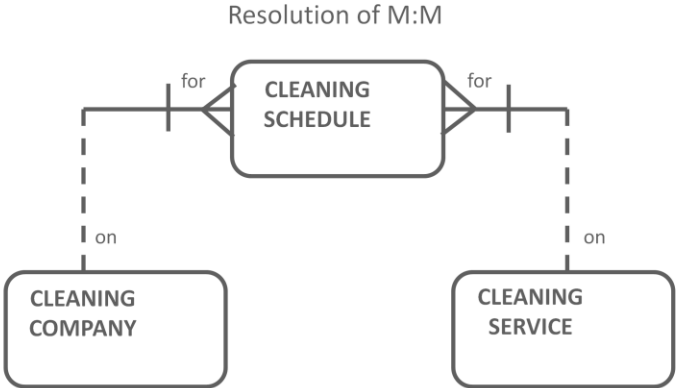 Resolution of M:M
for
CLEANING
SCHEDULE
for
on
on
CLEANING
COMPANY
CLEANING
SERVICE